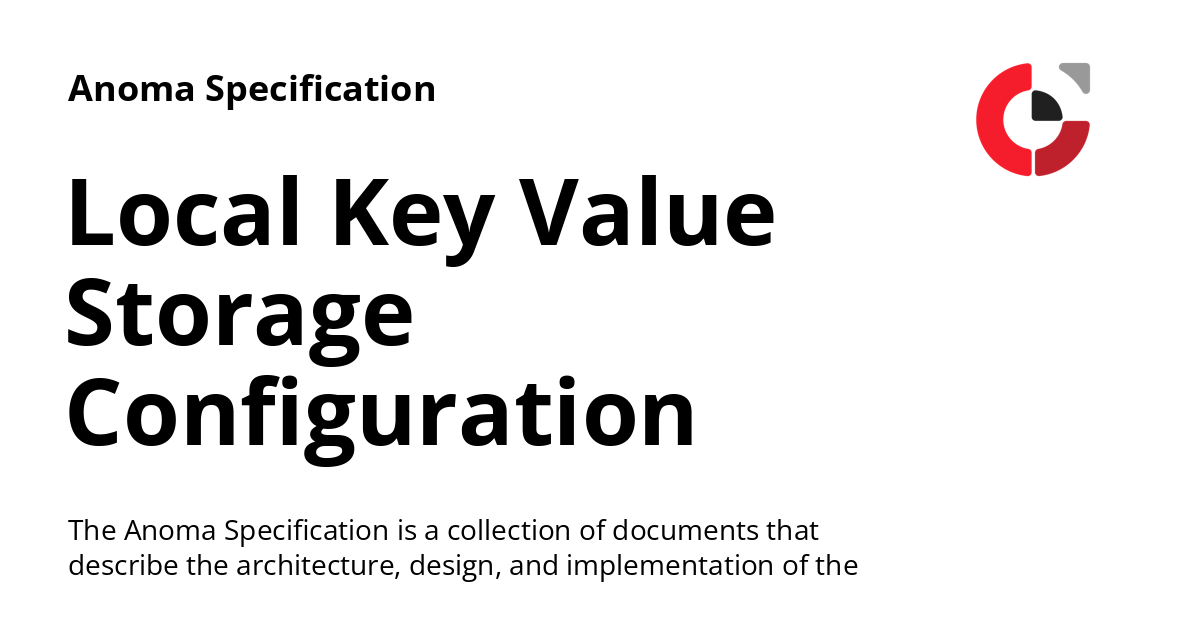 Anoma Specification
Local Key Value
Storage
Configuration
The Anoma Specification is a collection of documents that
describe the architecture, design, and implementation of the